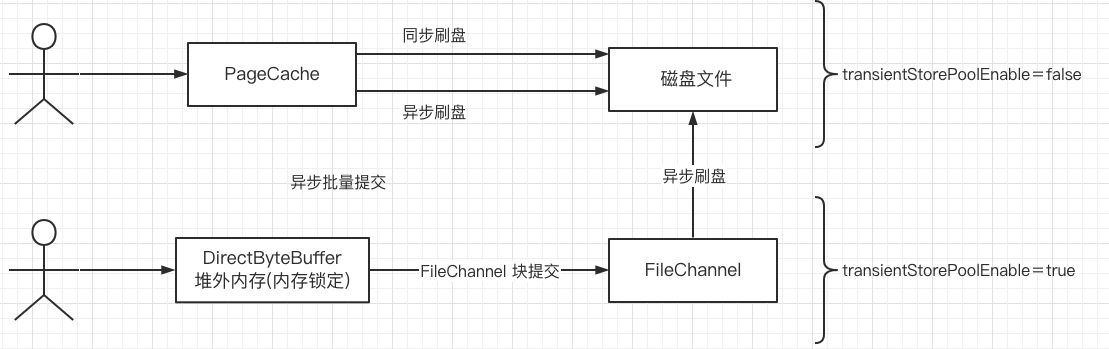 同步刷盘
PageCache
磁盘文件
transientStorePoolEnable=false
异步刷盘
异步批量提交
异步刷盘
DirectByteBuffer
堆外内存(内存锁定)
FileChannel 块提交
FileChannel
transientStorePoolEnable=true